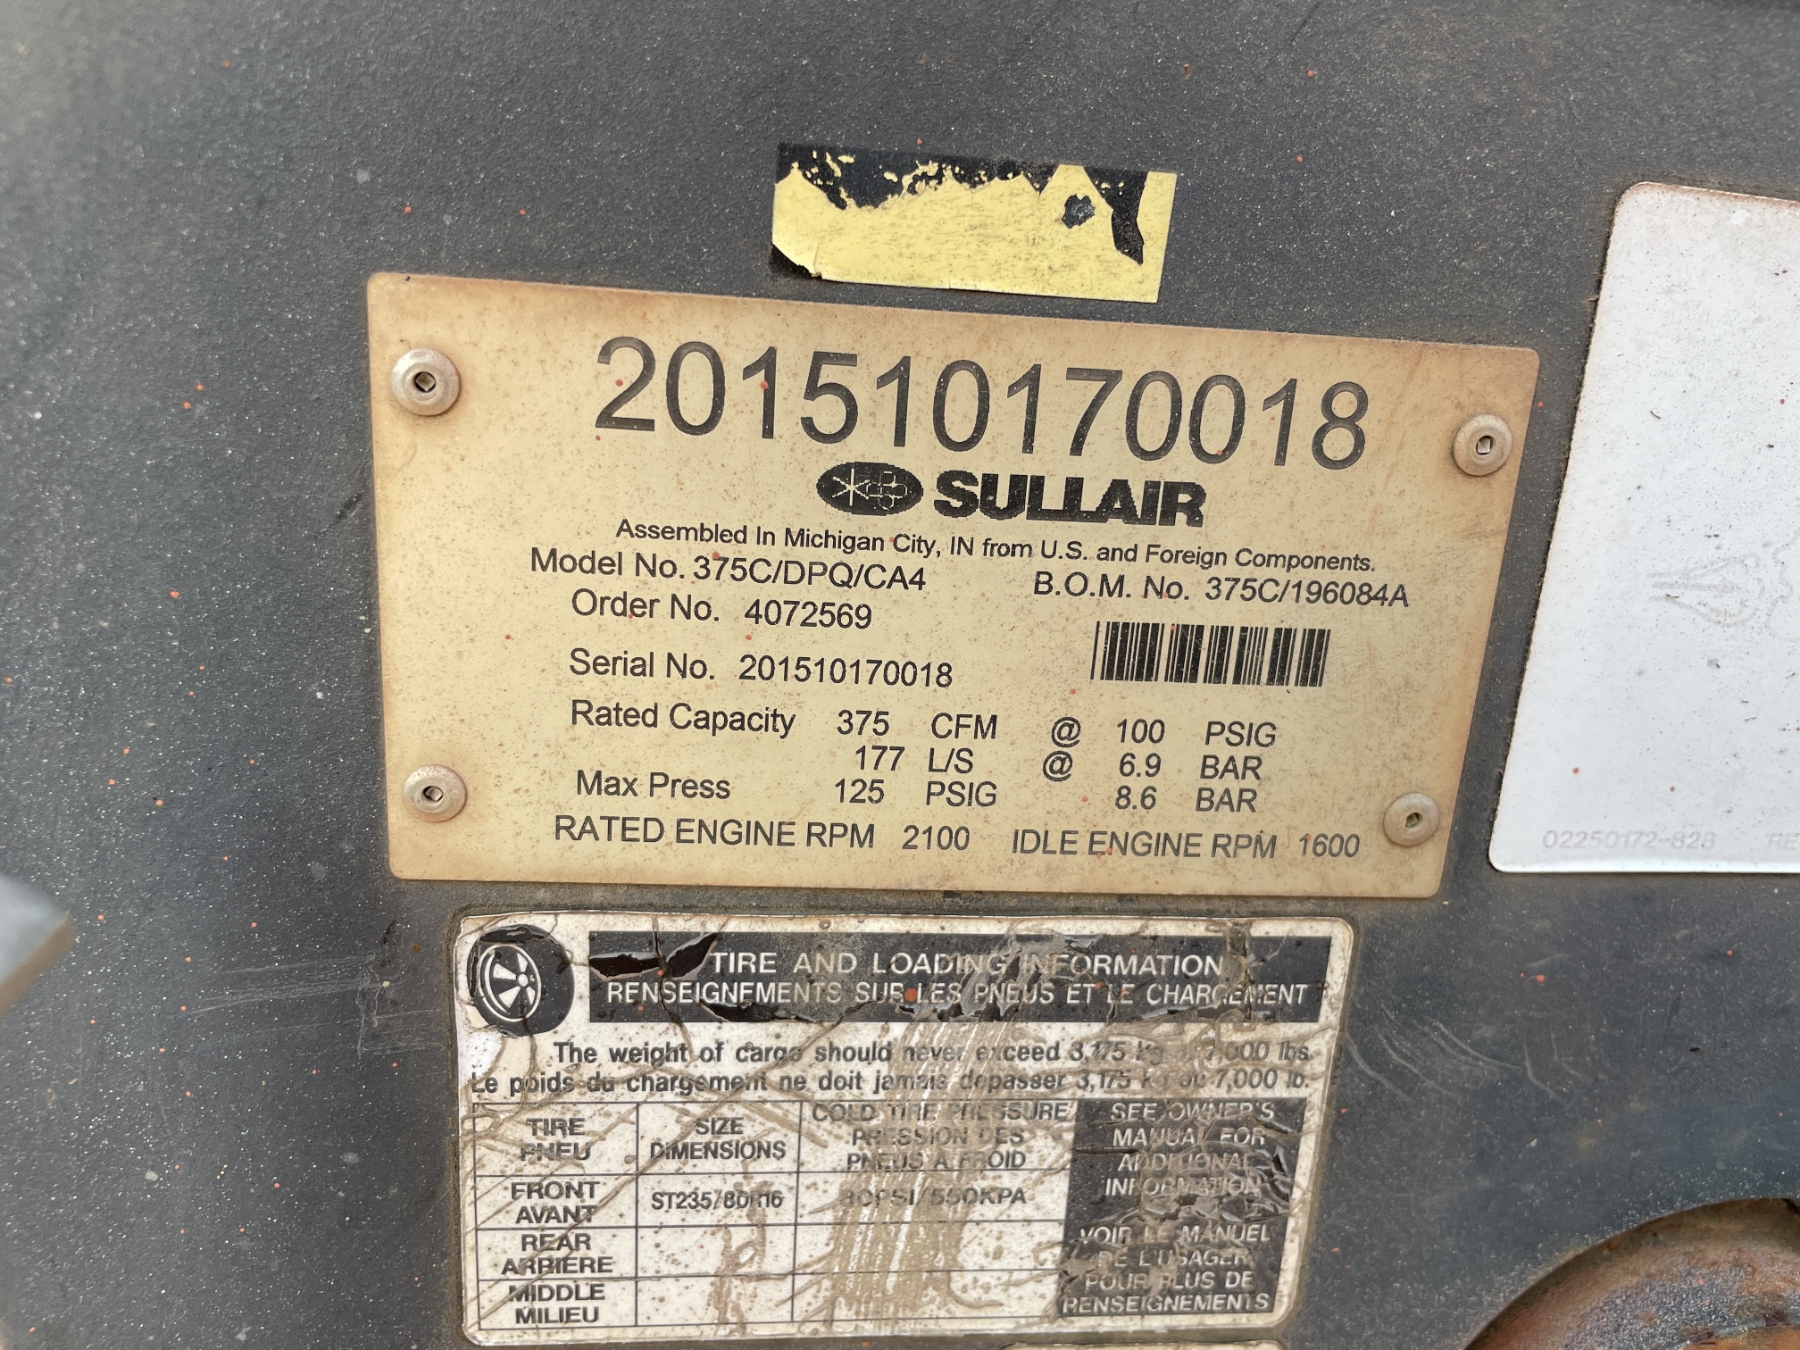 201510170018
SULLAIR
Assembled In Michigan City, IN from U.S. and Foreign Components.
Model No. 375C/DPQ/CA4 B.O.M. No. 375C/196084A
Order No. 4072569
Serial No. 201510170018
Rated Capacity 375 CFM @ 100 PSIG
177 L/S @ 6.9 BAR
Max Press 125 PSIG 8.6 BAR
RATED ENGINE RPM 2100 IDLE ENGINE RPM 1600
02250172-828
TIRE AND LOADING INFORMATION
RENSEIGNEMENTS SUR LES PNEUS ET LE CHARGEMENT
The weight of cargo should never exceed 3,175 kg or 7,000 lbs.
Le poids du chargement ne doit jamais depasser 3,175 kg ou 7,000 lb.
TIRE PNEU
SIZE DIMENSIONS
COLD TIRE PRESSURE
PRESSION DES
PNEUS A FROID
SEE OWNER'S
MANUAL FOR
ADDITIONAL
INFORMATION
FRONT AVANT
ST235/80R16
80PSI/550KPA
REAR ARRIÈRE
VOIR LE MANUEL
DE L'USAGER
POUR PLUS DE
RENSEIGNEMENTS
MIDDLE MILIEU